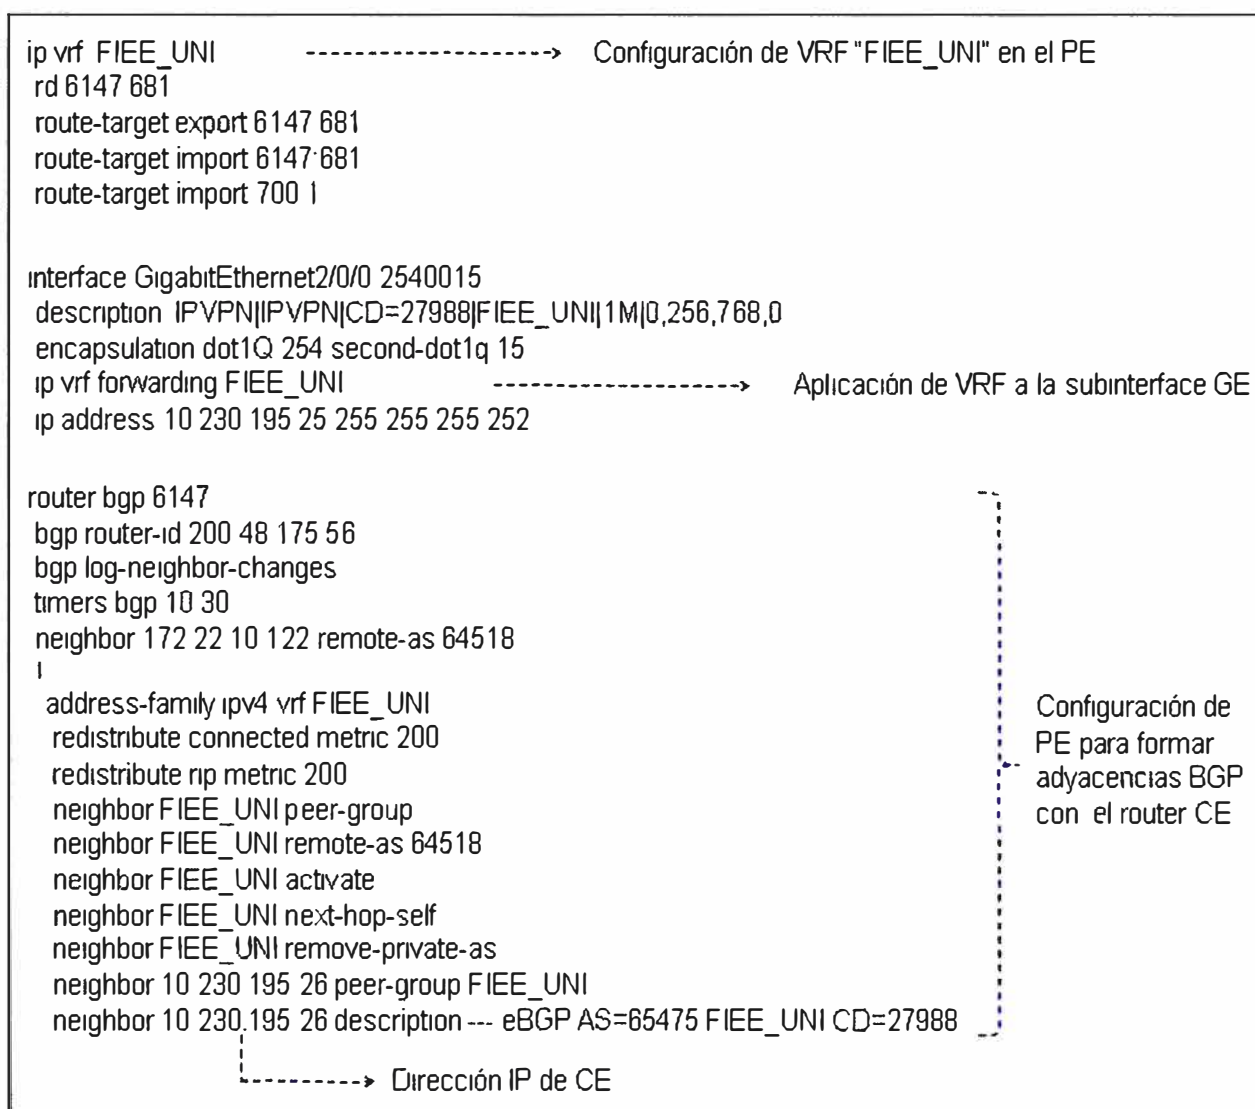 ip vrf FIEE_UNI -------------------> Configuración de VRF "FIEE_UNI" en el PE
rd 6147 681
route-target export 6147 681
route-target import 6147:681
route-target import 700 1
interface GigabitEthernet2/0/0 2540015
description IPVPN|IPVPN|CD=27988|FIEE_UNI|1M|0,256,768,0
encapsulation dot1Q 254 second-dot1q 15
ip vrf forwarding FIEE_UNI -------------------> Aplicación de VRF a la subinterface GE
ip address 10 230 195 25 255 255 255 252
router bgp 6147
bgp router-id 200 48 175 56
bgp log-neighbor-changes
timers bgp 10 30
neighbor 172 22 10 122 remote-as 64518
!
address-family ipv4 vrf FIEE_UNI
redistribute connected metric 200
redistribute rip metric 200
neighbor FIEE_UNI peer-group
neighbor FIEE_UNI remote-as 64518
neighbor FIEE_UNI activate
neighbor FIEE_UNI next-hop-self
neighbor FIEE_UNI remove-private-as
neighbor 10 230 195 26 peer-group FIEE_UNI
neighbor 10 230.195 26 description --- eBGP AS=65475 FIEE_UNI CD=27988
Configuración de
PE para formar
adyacencias BGP
con el router CE
Dirección IP de CE